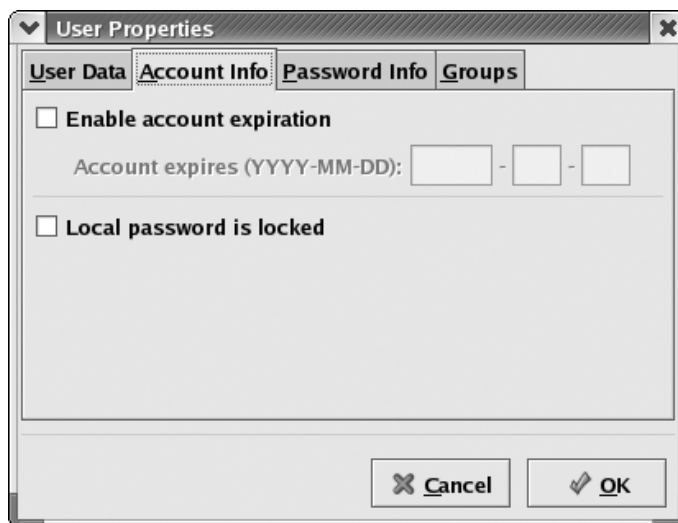 User Properties
User Data Account Info Password Info Groups
Enable account expiration
Account expires (YYYY-MM-DD): - -
Local password is locked
Cancel OK